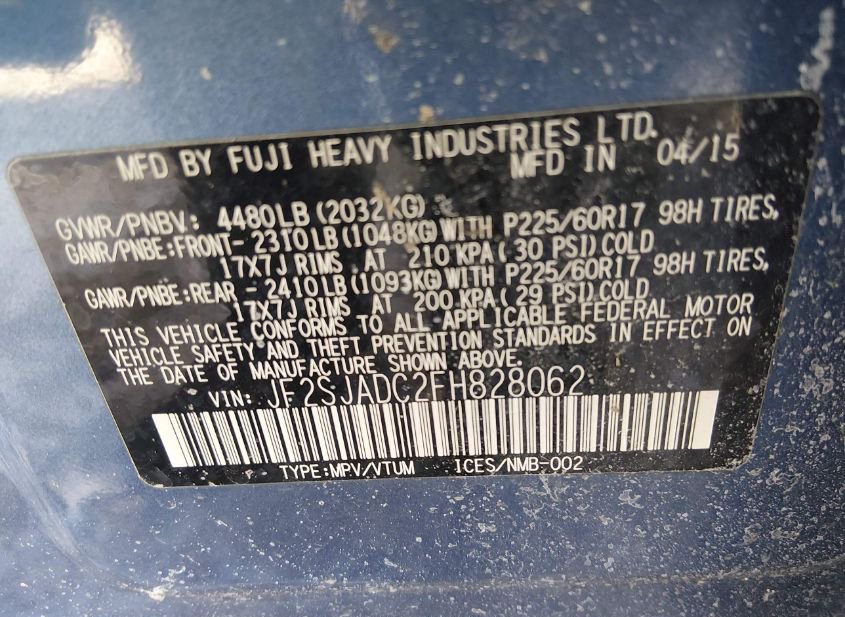 MFD BY FUJI HEAVY INDUSTRIES LTD.
MFD IN 04/15
GVWR/PNBV: 4480LB (2032KG)
GAWR/PNBE:FRONT- 2310LB(1048KG)WITH P225/60R17 98H TIRES,
17X7J RIMS AT 210 KPA( 30 PSI)COLD
GAWR/PNBE:REAR - 2410LB(1093KG)WITH P225/60R17 98H TIRES,
17X7J RIMS AT 200 KPA( 29 PSI)COLD
THIS VEHICLE CONFORMS TO ALL APPLICABLE FEDERAL MOTOR
VEHICLE SAFETY AND THEFT PREVENTION STANDARDS IN EFFECT ON
THE DATE OF MANUFACTURE SHOWN ABOVE.
VIN: JF2SJADC2FH828062
TYPE:MPV/VTUM ICES/NMB-002